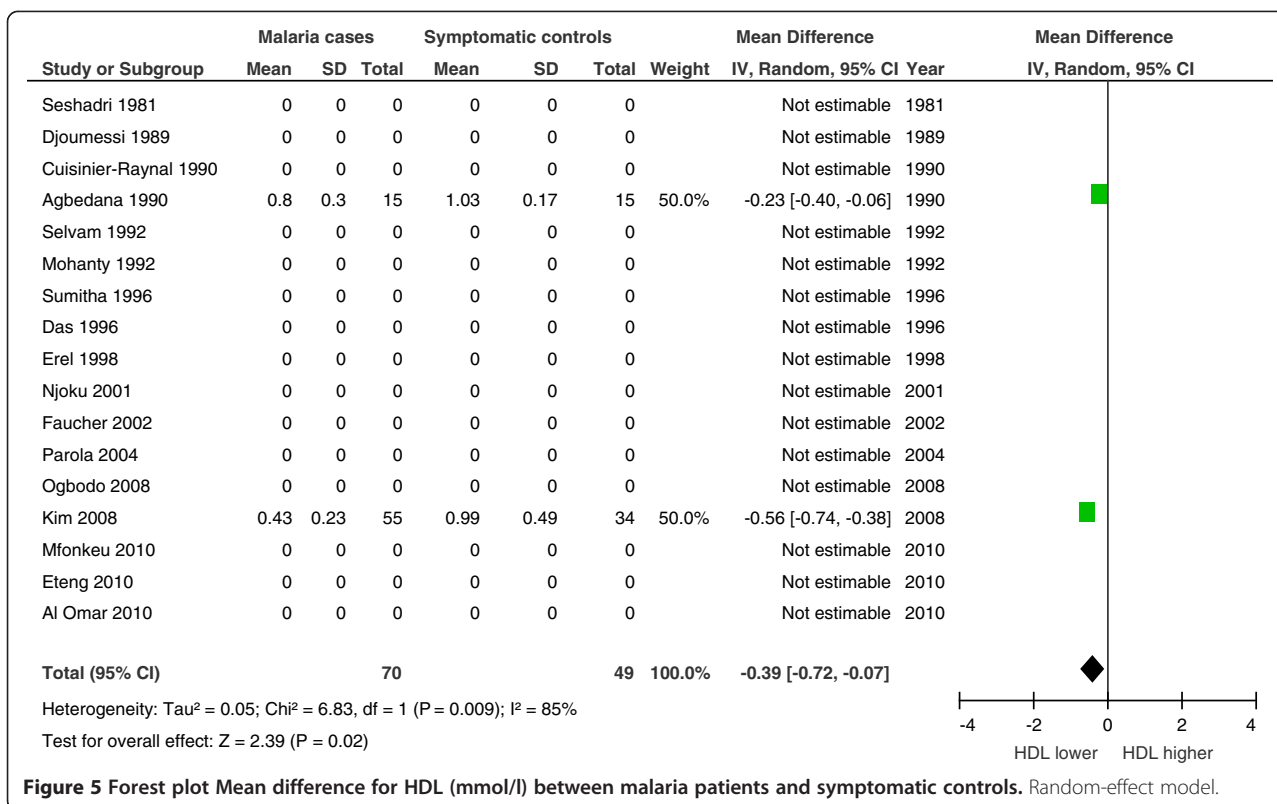 Malaria cases Symptomatic controls Mean Difference Mean Difference
Study or Subgroup Mean SD Total Mean SD Total Weight IV, Random, 95% CI Year IV, Random, 95% CI
Seshadri 1981 0 0 0 0 0 0 Not estimable 1981
Djoumessi 1989 0 0 0 0 0 0 Not estimable 1989
Cuisinier-Raynal 1990 0 0 0 0 0 0 Not estimable 1990
Agbedana 1990 0.8 0.3 15 1.03 0.17 15 50.0% -0.23 [-0.40, -0.06] 1990
Selvam 1992 0 0 0 0 0 0 Not estimable 1992
Mohanty 1992 0 0 0 0 0 0 Not estimable 1992
Sumitha 1996 0 0 0 0 0 0 Not estimable 1996
Das 1996 0 0 0 0 0 0 Not estimable 1996
Erel 1998 0 0 0 0 0 0 Not estimable 1998
Njoku 2001 0 0 0 0 0 0 Not estimable 2001
Faucher 2002 0 0 0 0 0 0 Not estimable 2002
Parola 2004 0 0 0 0 0 0 Not estimable 2004
Ogbodo 2008 0 0 0 0 0 0 Not estimable 2008
Kim 2008 0.43 0.23 55 0.99 0.49 34 50.0% -0.56 [-0.74, -0.38] 2008
Mfonkeu 2010 0 0 0 0 0 0 Not estimable 2010
Eteng 2010 0 0 0 0 0 0 Not estimable 2010
Al Omar 2010 0 0 0 0 0 0 Not estimable 2010
Total (95% CI) 70 49 100.0% -0.39 [-0.72, -0.07]
Heterogeneity: Tau² = 0.05; Chi² = 6.83, df = 1 (P = 0.009); I² = 85%
Test for overall effect: Z = 2.39 (P = 0.02)
-4 -2 0 2 4
HDL lower HDL higher
Figure 5 Forest plot Mean difference for HDL (mmol/l) between malaria patients and symptomatic controls. Random-effect model.